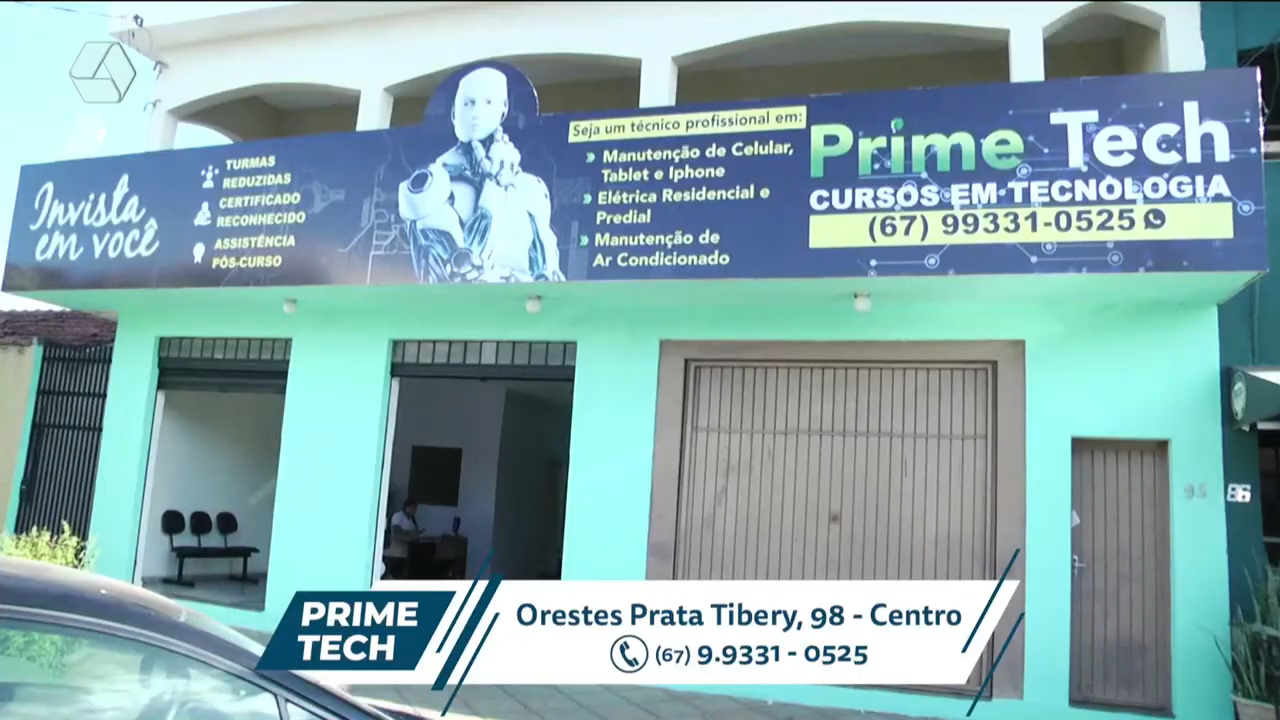 Invista
em você
TURMAS
REDUZIDAS
CERTIFICADO
RECONHECIDO
ASSISTÊNCIA
PÓS-CURSO
Seja um técnico profissional em:
» Manutenção de Celular,
Tablet e Iphone
» Elétrica Residencial e
Predial
» Manutenção de
Ar Condicionado
Prime Tech
CURSOS EM TECNOLOGIA
(67) 99331-0525
86
PRIME
TECH
Orestes Prata Tibery, 98 - Centro
(67) 9.9331 - 0525